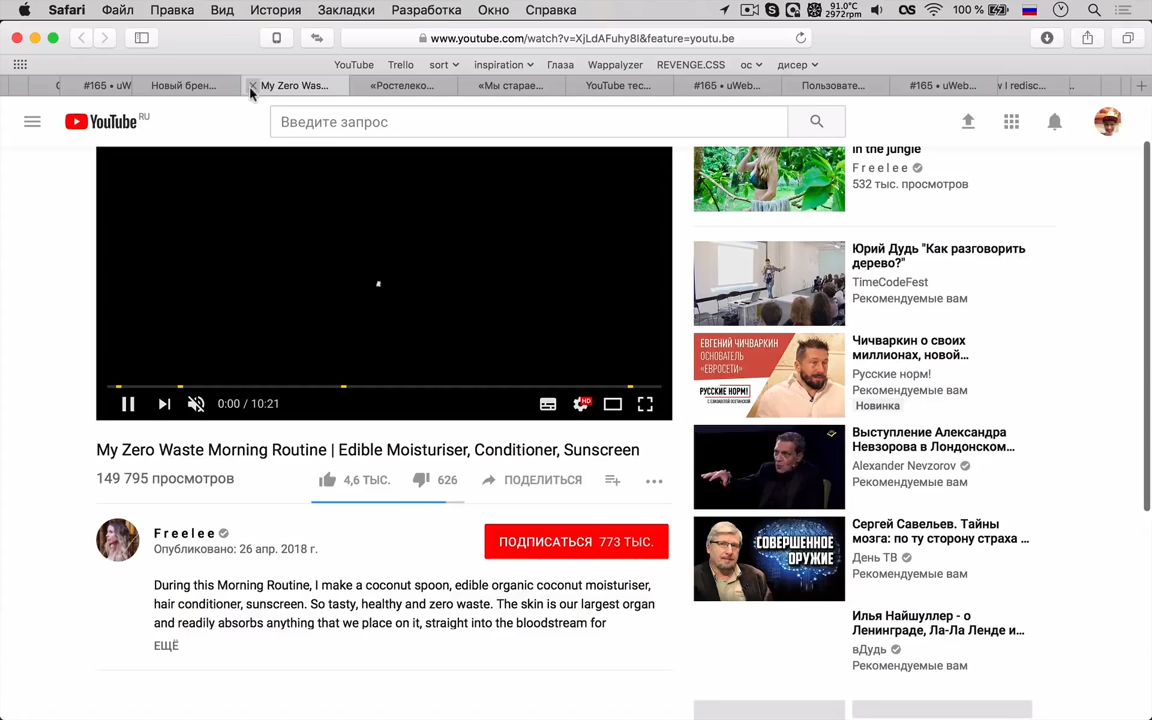 Safari Файл Правка Вид История Закладки Разработка Окно Справка 91.0°C 2972rpm 100 %
www.youtube.com/watch?v=XjLdAFuhy8I&feature=youtu.be
YouTube Trello sort inspiration Глаза Wappalyzer REVENGE.CSS ос дисер
#165 • uW Новый брен... My Zero Was... «Ростелеко... «Мы старае... YouTube тес... #165 • uWeb... Пользовате... #165 • uWeb... w I redisc...
YouTube RU
Введите запрос
0:00 / 10:21
My Zero Waste Morning Routine | Edible Moisturiser, Conditioner, Sunscreen
149 795 просмотров
4,6 ТЫС. 626 ПОДЕЛИТЬСЯ
Freelee
Опубликовано: 26 апр. 2018 г.
ПОДПИСАТЬСЯ 773 ТЫС.
During this Morning Routine, I make a coconut spoon, edible organic coconut moisturiser,
hair conditioner, sunscreen. So tasty, healthy and zero waste. The skin is our largest organ
and readily absorbs anything that we place on it, straight into the bloodstream for
ЕЩЁ
in the jungle
Freelee
532 тыс. просмотров
Юрий Дудь "Как разговорить
дерево?"
TimeCodeFest
Рекомендуемые вам
ЕВГЕНИЙ ЧИЧВАРКИН
ОСНОВАТЕЛЬ
«ЕВРОСЕТИ»
РУССКИЕ НОРМ!
Чичваркин о своих
миллионах, новой...
Русские норм!
Рекомендуемые вам
Новинка
Выступление Александра
Невзорова в Лондонском...
Alexander Nevzorov
Рекомендуемые вам
СОВЕРШЕННОЕ
ОРУЖИЕ
Сергей Савельев. Тайны
мозга: по ту сторону страха ...
День ТВ
Рекомендуемые вам
Илья Найшуллер - о
Ленинграде, Ла-Ла Ленде и...
вДудь
Рекомендуемые вам